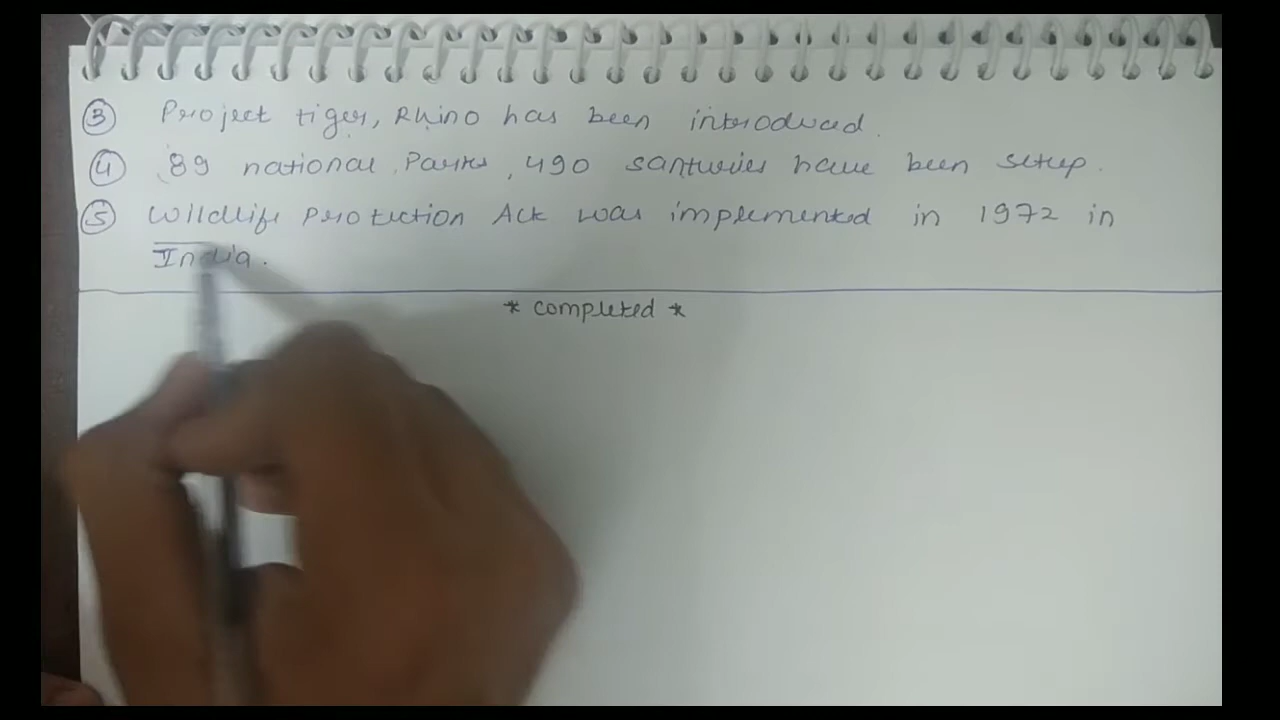 3 Project tiger, Rhino has been introduced.
4 89 national Parks, 490 santuries have been setup.
5 Wildlife Protection Ack was implemented in 1972 in
India.
* completed *